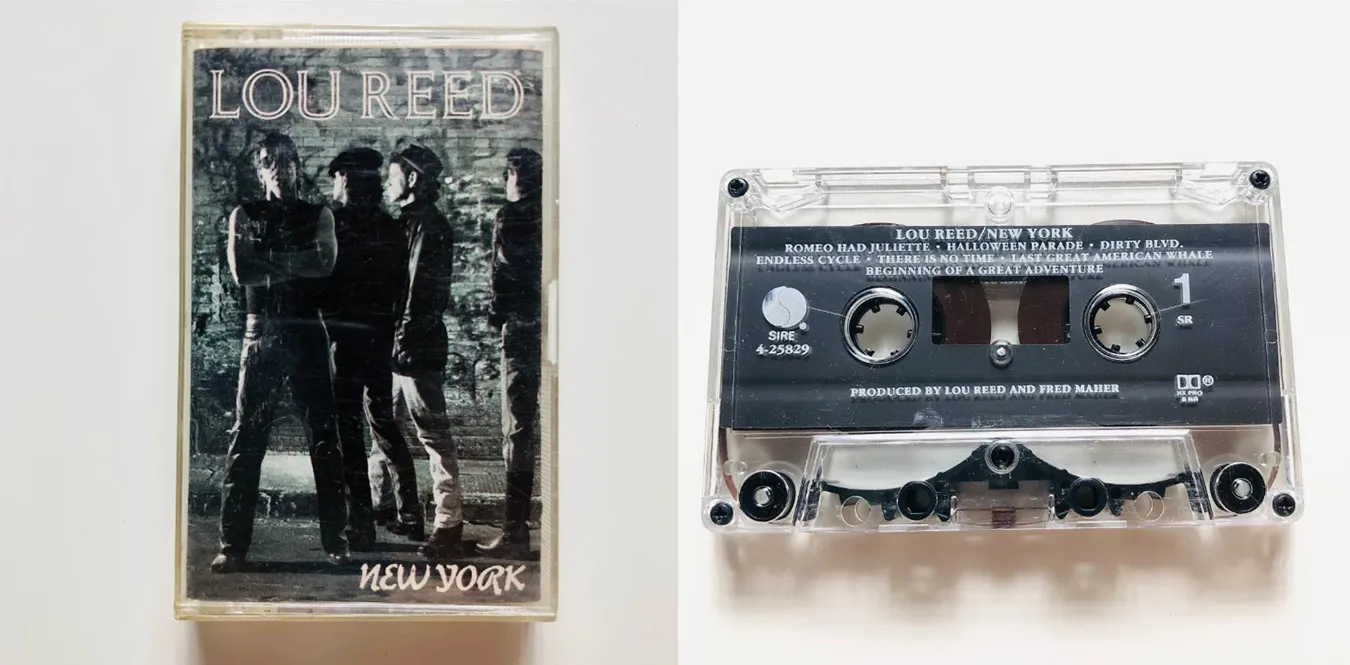 LOU REED
NEW YORK
LOU REED/NEW YORK
ROMEO HAD JULIETTE • HALLOWEEN PARADE • DIRTY BLVD.
ENDLESS CYCLE • THERE IS NO TIME • LAST GREAT AMERICAN WHALE
BEGINNING OF A GREAT ADVENTURE
1
SR
SIRE ®
4-25829
PRODUCED BY LOU REED AND FRED MAHER
®
HX PRO
B NR